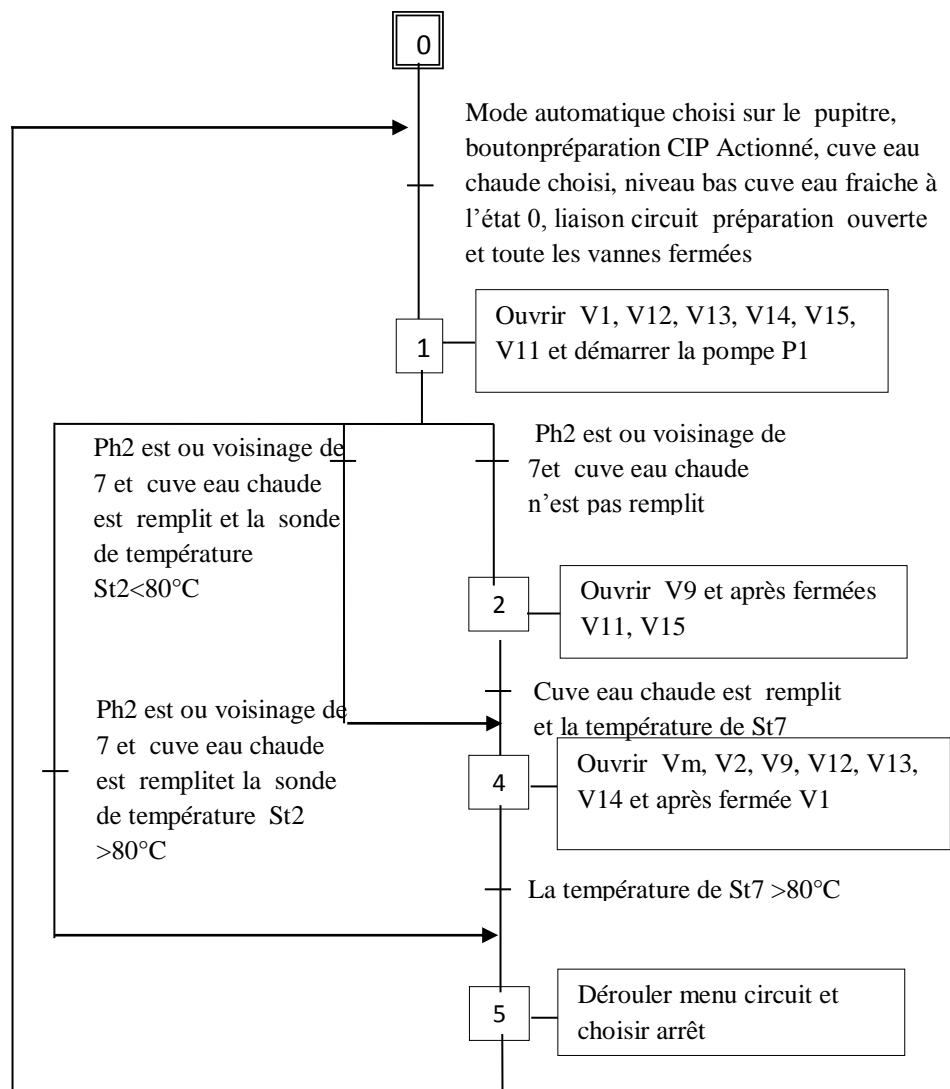 0
Mode automatique choisi sur le pupitre,
boutonpréparation CIP Actionné, cuve eau
chaude choisi, niveau bas cuve eau fraiche à
l'état 0, liaison circuit préparation ouverte
et toute les vannes fermées
1
Ouvrir V1, V12, V13, V14, V15,
V11 et démarrer la pompe P1
Ph2 est ou voisinage de
7 et cuve eau chaude
est remplit et la sonde
de température
St2<80°C
Ph2 est ou voisinage de
7et cuve eau chaude
n'est pas remplit
2
Ouvrir V9 et après fermées
V11, V15
Cuve eau chaude est remplit
et la température de St7
Ph2 est ou voisinage de
7 et cuve eau chaude
est remplitet la sonde
de température St2
>80°C
4
Ouvrir Vm, V2, V9, V12, V13,
V14 et après fermée V1
La température de St7 >80°C
5
Dérouler menu circuit et
choisir arrêt